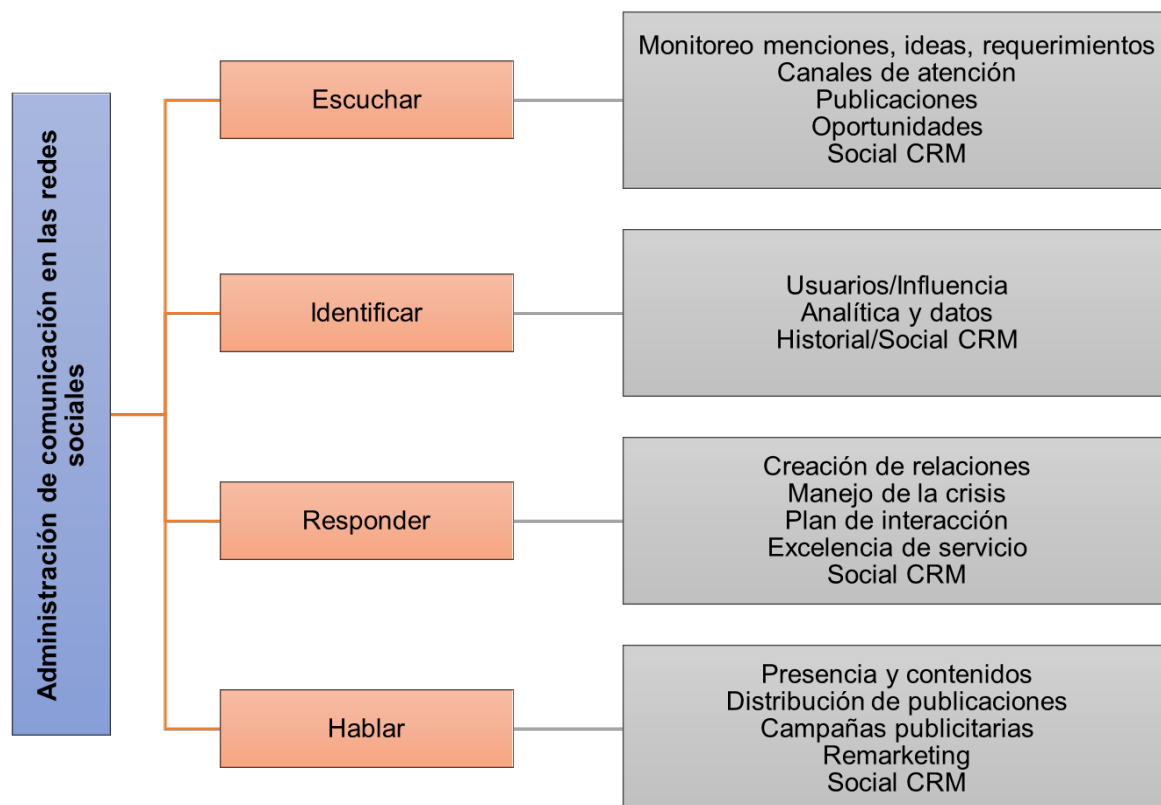 Administración de comunicación en las redes
sociales
Escuchar
Monitoreo menciones, ideas, requerimientos
Canales de atención
Publicaciones
Oportunidades
Social CRM
Identificar
Usuarios/Influencia
Analítica y datos
Historial/Social CRM
Responder
Creación de relaciones
Manejo de la crisis
Plan de interacción
Excelencia de servicio
Social CRM
Hablar
Presencia y contenidos
Distribución de publicaciones
Campañas publicitarias
Remarketing
Social CRM